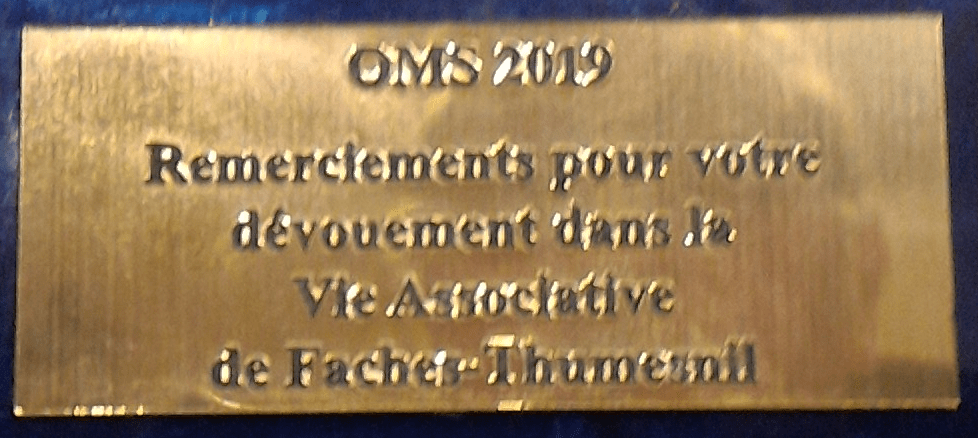 OMS 2019
Remerciements pour votre
dévouement dans la
Vie Associative
de Faches-Thumesnil